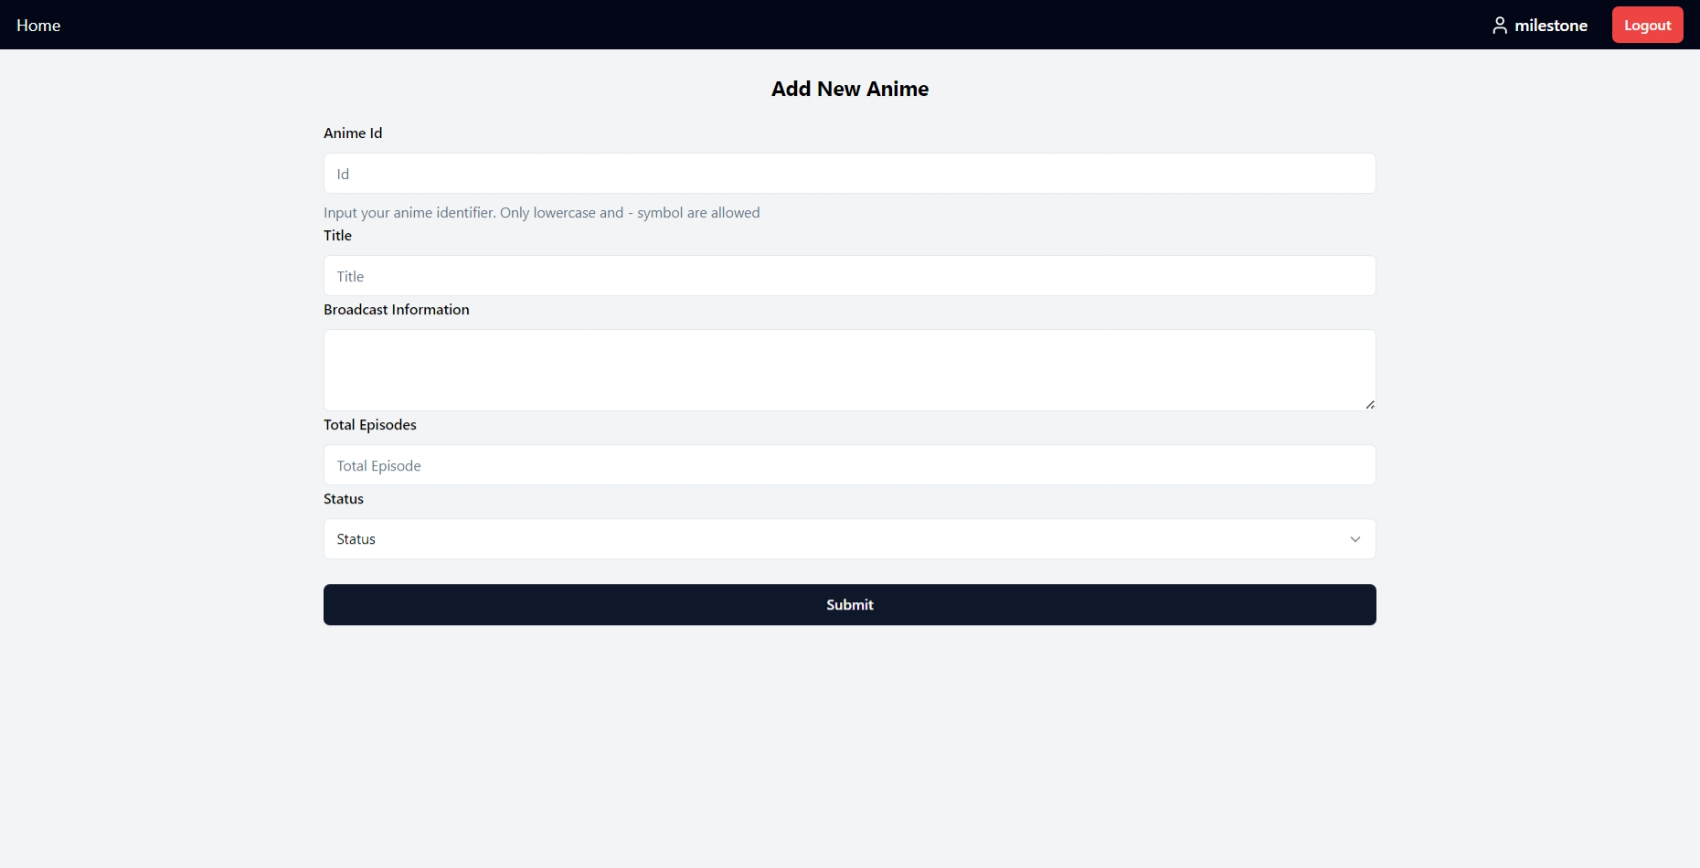 Home
milestone
Logout
Add New Anime
Anime Id
Id
Input your anime identifier. Only lowercase and - symbol are allowed
Title
Title
Broadcast Information
Total Episodes
Total Episode
Status
Status
Submit